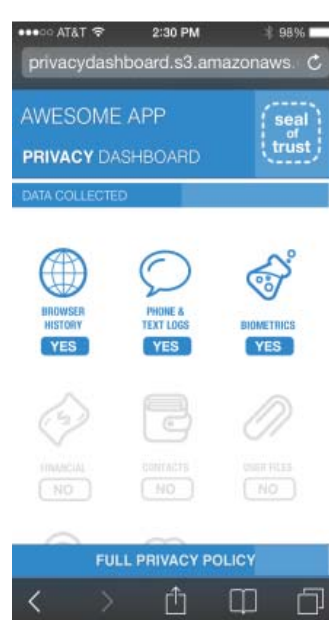 AT&T 2:30 PM 98%
privacydashboard.s3.amazonaws.
AWESOME APP
PRIVACY DASHBOARD
seal
of
trust
DATA COLLECTED
BROWSER
HISTORY
YES
PHONE &
TEXT LOGS
YES
BIOMETRICS
YES
FINANCIAL
NO
CONTACTS
NO
USER FILES
NO
FULL PRIVACY POLICY